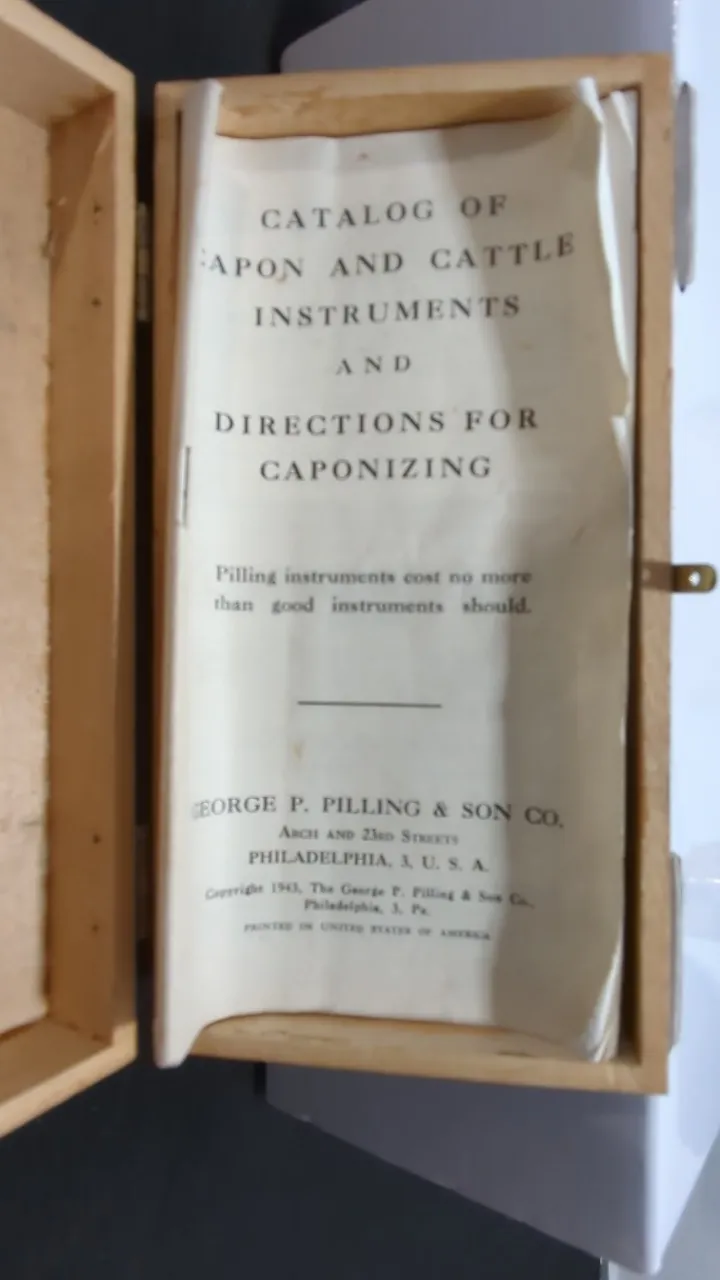 CATALOG OF
CAPON AND CATTLE
INSTRUMENTS
AND
DIRECTIONS FOR
CAPONIZING
Pilling instruments cost no more
than good instruments should.
GEORGE P. PILLING & SON CO.
ARCH AND 23RD STREETS
PHILADELPHIA, 3, U. S. A.
Copyright 1943, The George P. Pilling & Son Co.,
Philadelphia, 3, Pa.
PRINTED IN UNITED STATES OF AMERICA